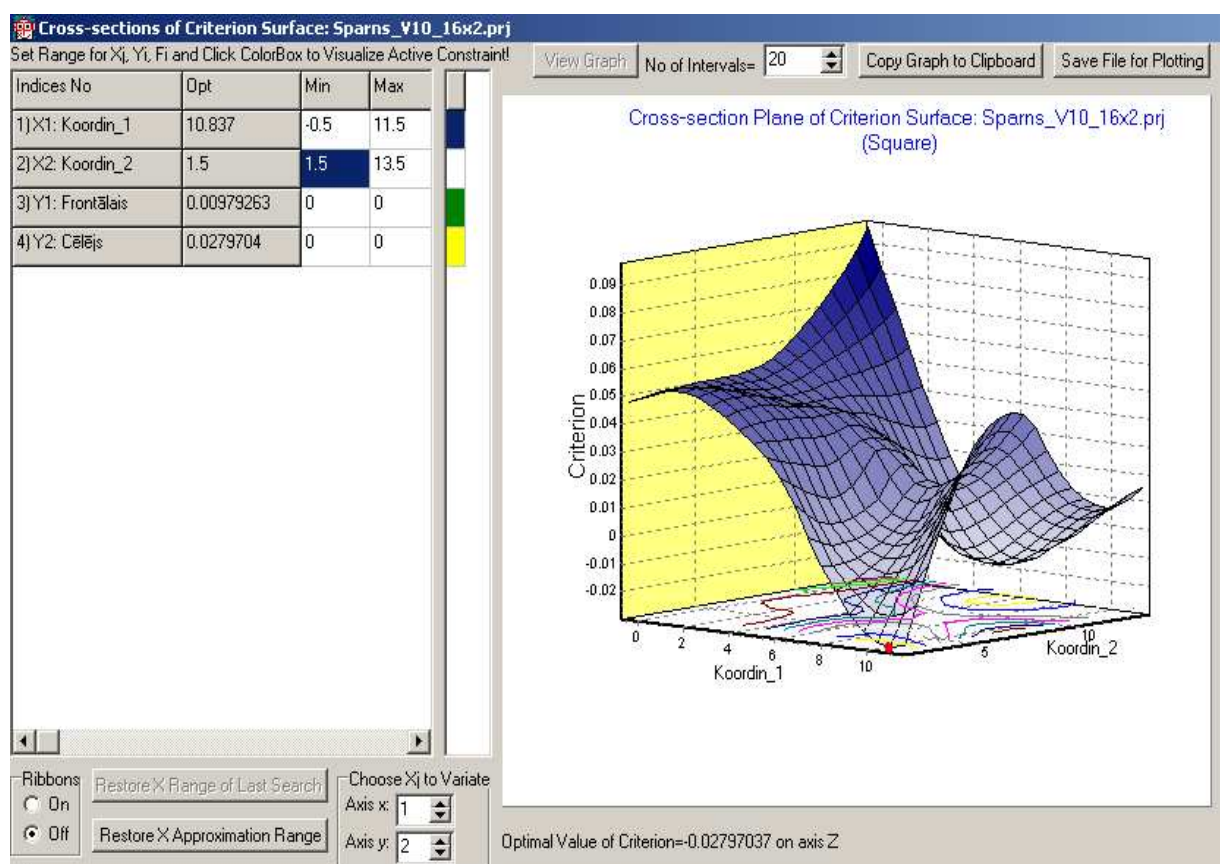 Cross-sections of Criterion Surface: Sparns_V10_16x2.prj
Set Range for Xj, Yi, Fi and Click ColorBox to Visualize Active Constraint!
View Graph No of Intervals= 20 Copy Graph to Clipboard Save File for Plotting
Indices No Opt Min Max
1) X1: Koordin_1 10.837 -0.5 11.5
2) X2: Koordin_2 1.5 1.5 13.5
3) Y1: Frontālais 0.00979263 0 0
4) Y2: Cēlējs 0.0279704 0 0
Cross-section Plane of Criterion Surface: Sparns_V10_16x2.prj
(Square)
Criterion
0.09
0.08
0.07
0.06
0.05
0.04
0.03
0.02
0.01
0
-0.01
-0.02
0 2 4 6 8 10
Koordin_1
5 10
Koordin_2
Ribbons
On
Off
Restore X Range of Last Search
Restore X Approximation Range
Choose Xj to Variate
Axis x: 1
Axis y: 2
Optimal Value of Criterion=-0.02797037 on axis Z